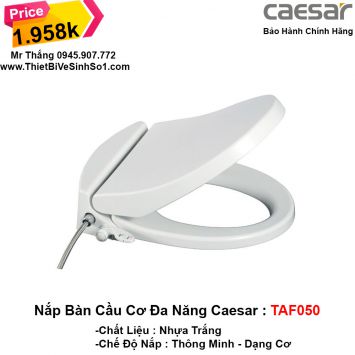 Price
1.958k
Mr Thắng 0945.907.772
www.ThietBiVeSinhSo1.com
caesar
Bảo Hành Chính Hãng
Nắp Bàn Cầu Cơ Đa Năng Caesar : TAF050
-Chất Liệu : Nhựa Trắng
-Chế Độ Nắp : Thông Minh - Dạng Cơ